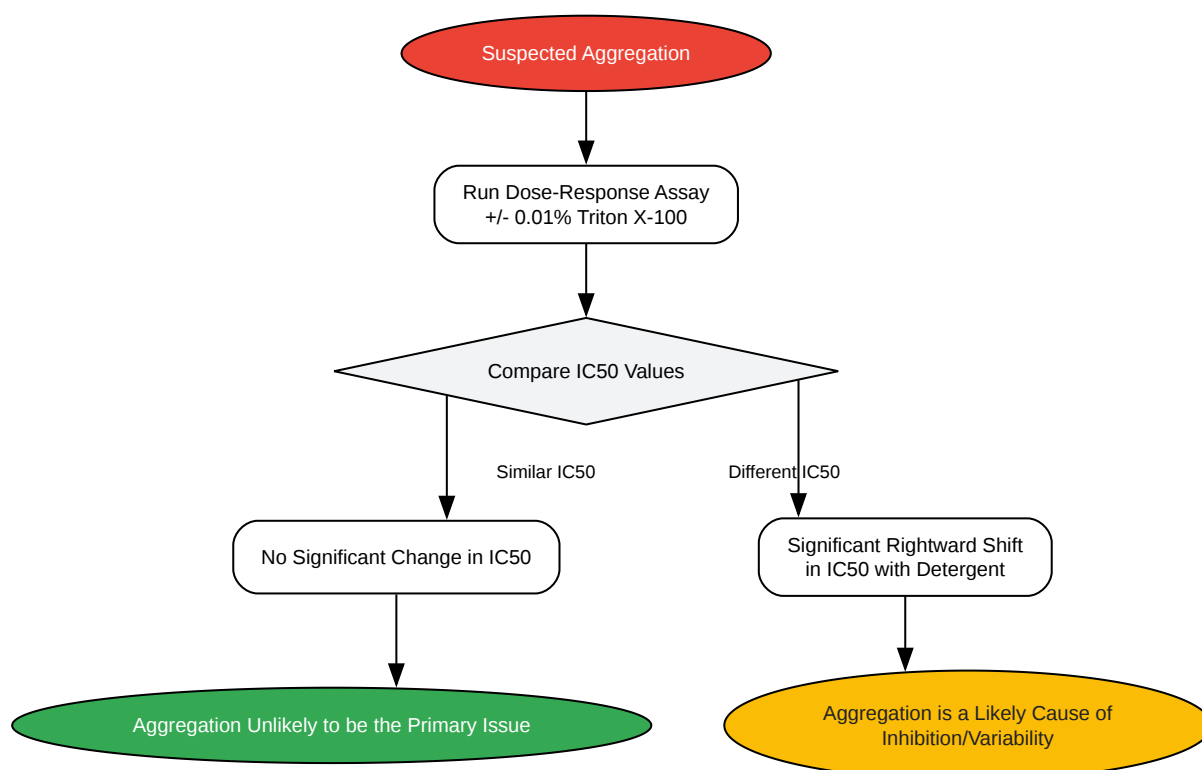 Suspected Aggregation
Run Dose-Response Assay
+/- 0.01% Triton X-100
Compare IC50 Values
Similar IC50
Different IC50
No Significant Change in IC50
Significant Rightward Shift
in IC50 with Detergent
Aggregation Unlikely to be the Primary Issue
Aggregation is a Likely Cause of
Inhibition/Variability